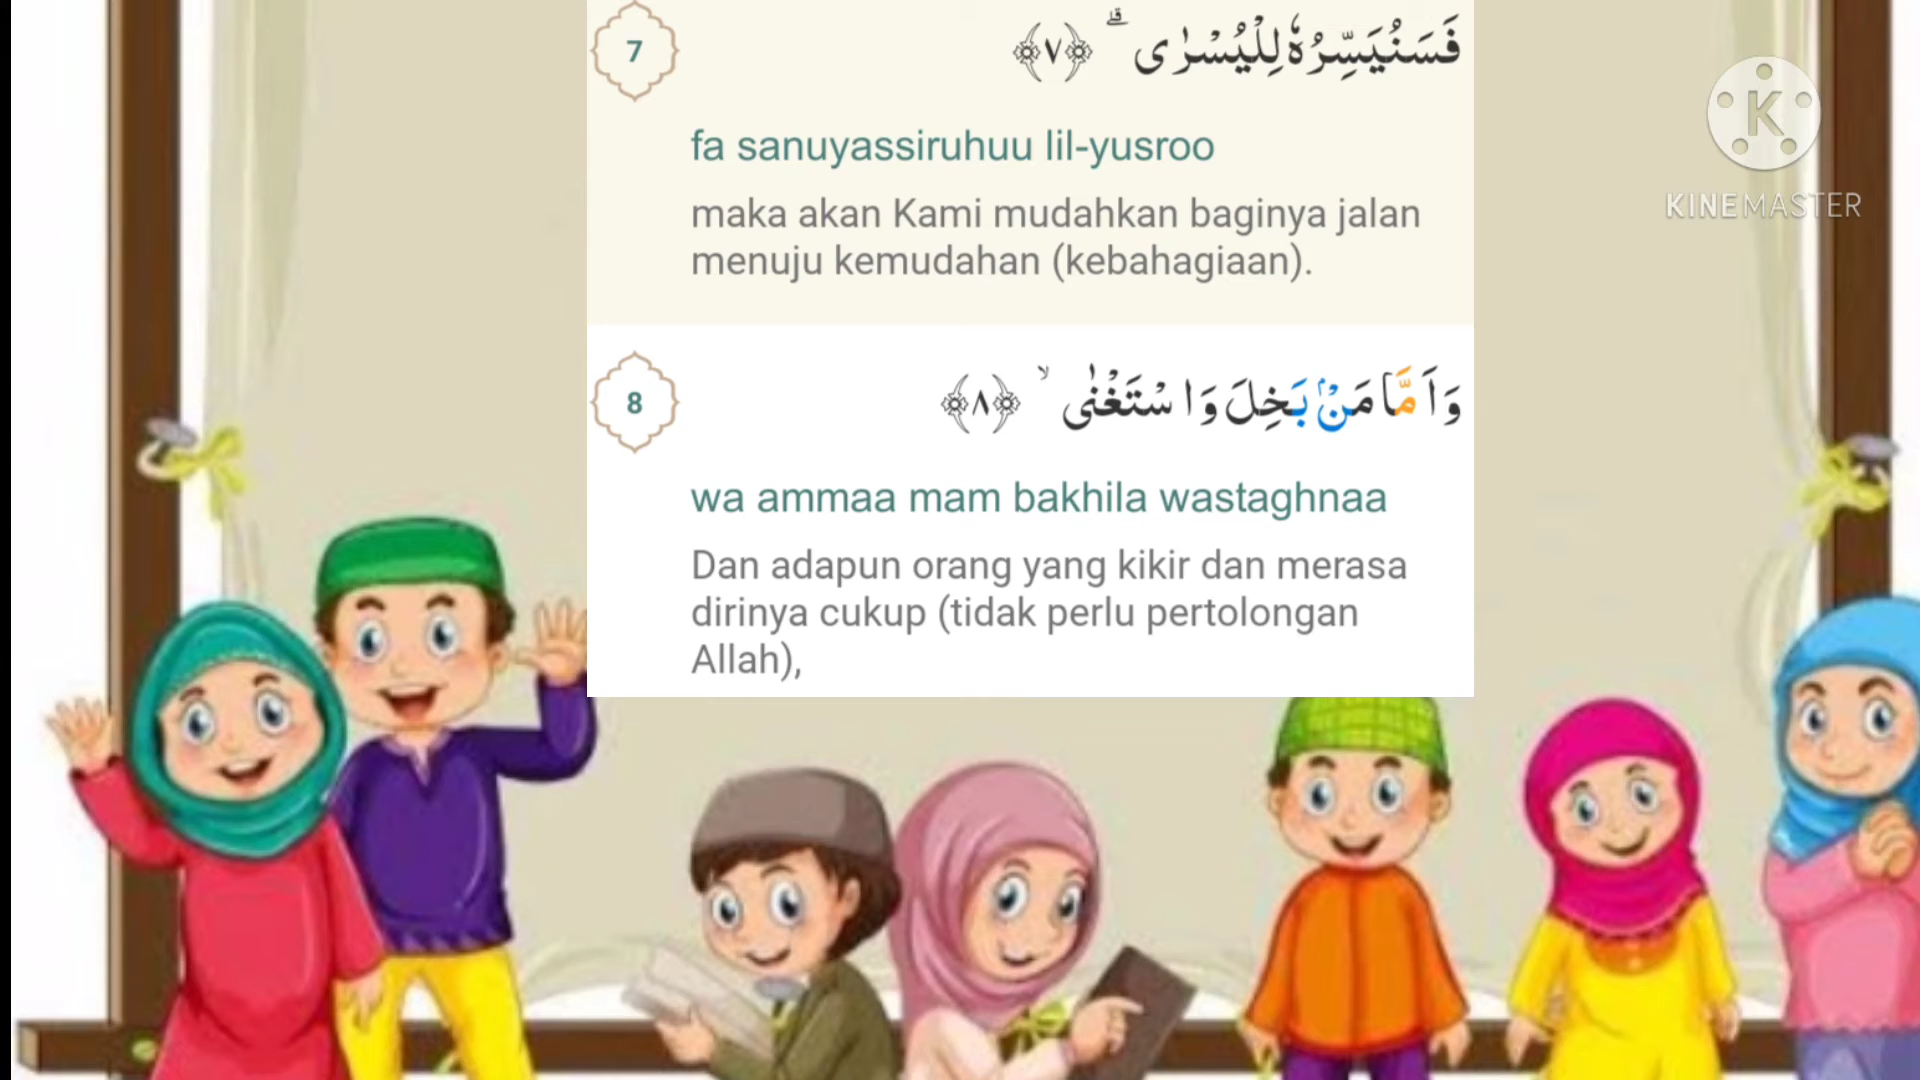 7
فَسَنُيَسِّرُهٗ لِلْيُسْرٰى ۗ ﴿٧﴾
fa sanuyassiruhuu lil-yusroo
maka akan Kami mudahkan baginya jalan
menuju kemudahan (kebahagiaan).
8
وَاَ مَّا مَنْۢ بَخِلَ وَا سْتَغْنٰى ۙ ﴿٨﴾
wa ammaa mam bakhila wastaghnaa
Dan adapun orang yang kikir dan merasa
dirinya cukup (tidak perlu pertolongan
Allah),
K
KINEMASTER